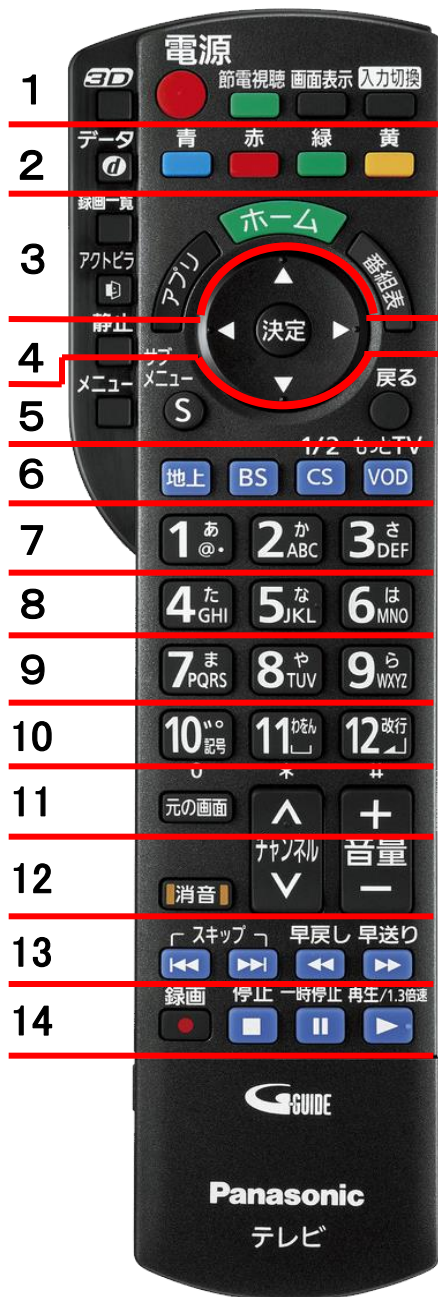 電源
1 3D 節電視聴 画面表示 入力切換
2 データ d 青 赤 緑 黄
録画一覧 ホーム
3 アクトビラ アプリ 番組表
静止 決定
4 サブメニュー 戻る
メニュー
5 S
1/2 もっとTV
6 地上 BS CS VOD
7 1 あ @. 2 か ABC 3 さ DEF
8 4 た GHI 5 な JKL 6 は MNO
9 7 ま PQRS 8 や TUV 9 ら WXYZ
10 10 ゛゜ 記号 11 わをん 12 改行
0 * #
11 元の画面 ∧ +
チャンネル 音量
12 消音 ∨ −
スキップ 早戻し 早送り
13
録画 停止 一時停止 再生/1.3倍速
14
G-GUIDE
Panasonic
テレビ